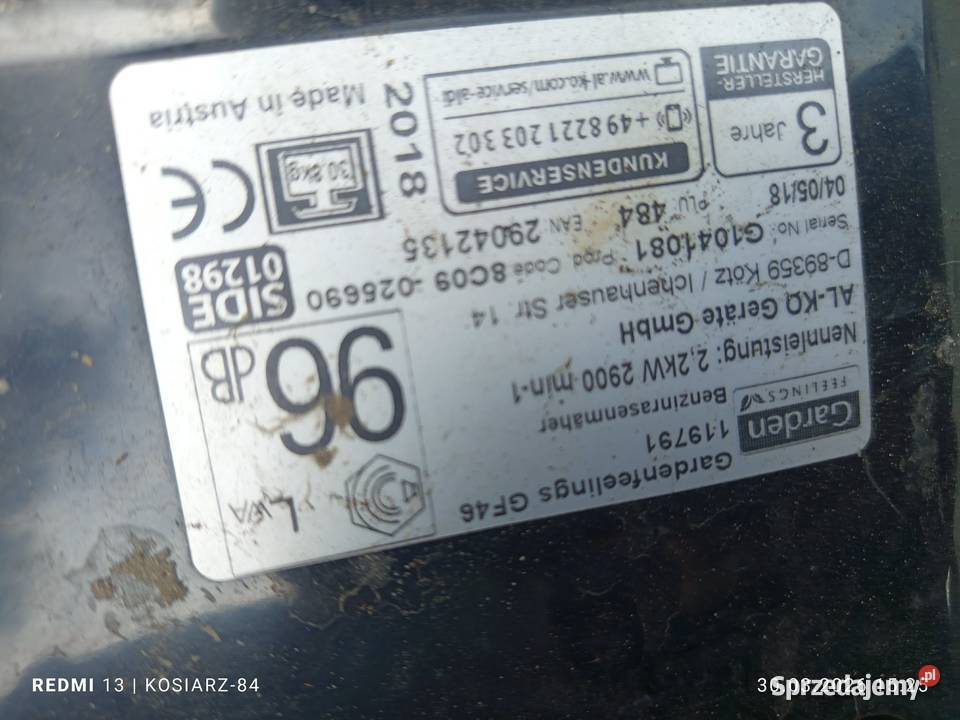 Gardenfeelings GF46
119791
Benzinrasenmäher
Garden
FEELINGS
Nennleistung: 2,2KW 2900 min-1
AL-KO Geräte GmbH
D-89359 Kötz / Ichenhauser Str. 14
Serial No: G1041081 Prod. Code 8C09 -025690
04/05/18 PLU 484 EAN 29042135
LWA
96
dB
SIDE
01298
3
Jahre
HERSTELLER-
GARANTIE
KUNDENSERVICE
+49 8221 203 302
www.al-ko.com/service-aldi
2018
30.8kg
CE
Made in Austria
REDMI 13 | KOSIARZ-84
Sprzedajemy.pl